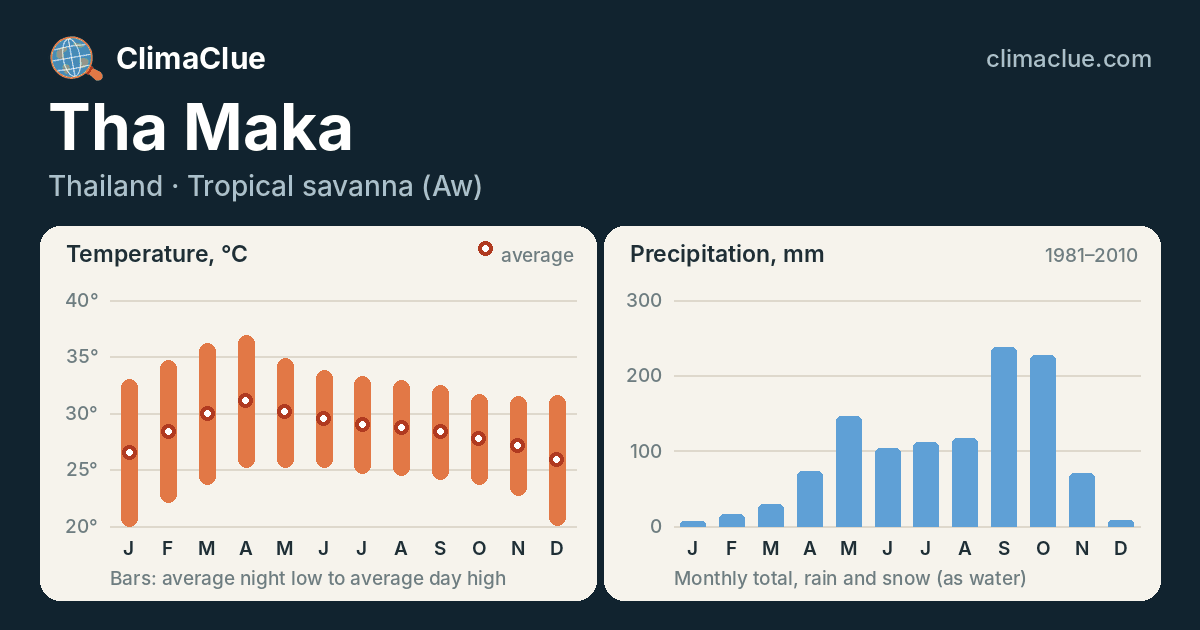 ClimaClue
climaclue.com
Tha Maka
Thailand · Tropical savanna (Aw)
Temperature, °C
average
40°
35°
30°
25°
20°
J F M A M J J A S O N D
Bars: average night low to average day high
Precipitation, mm
1981–2010
300
200
100
0
J F M A M J J A S O N D
Monthly total, rain and snow (as water)